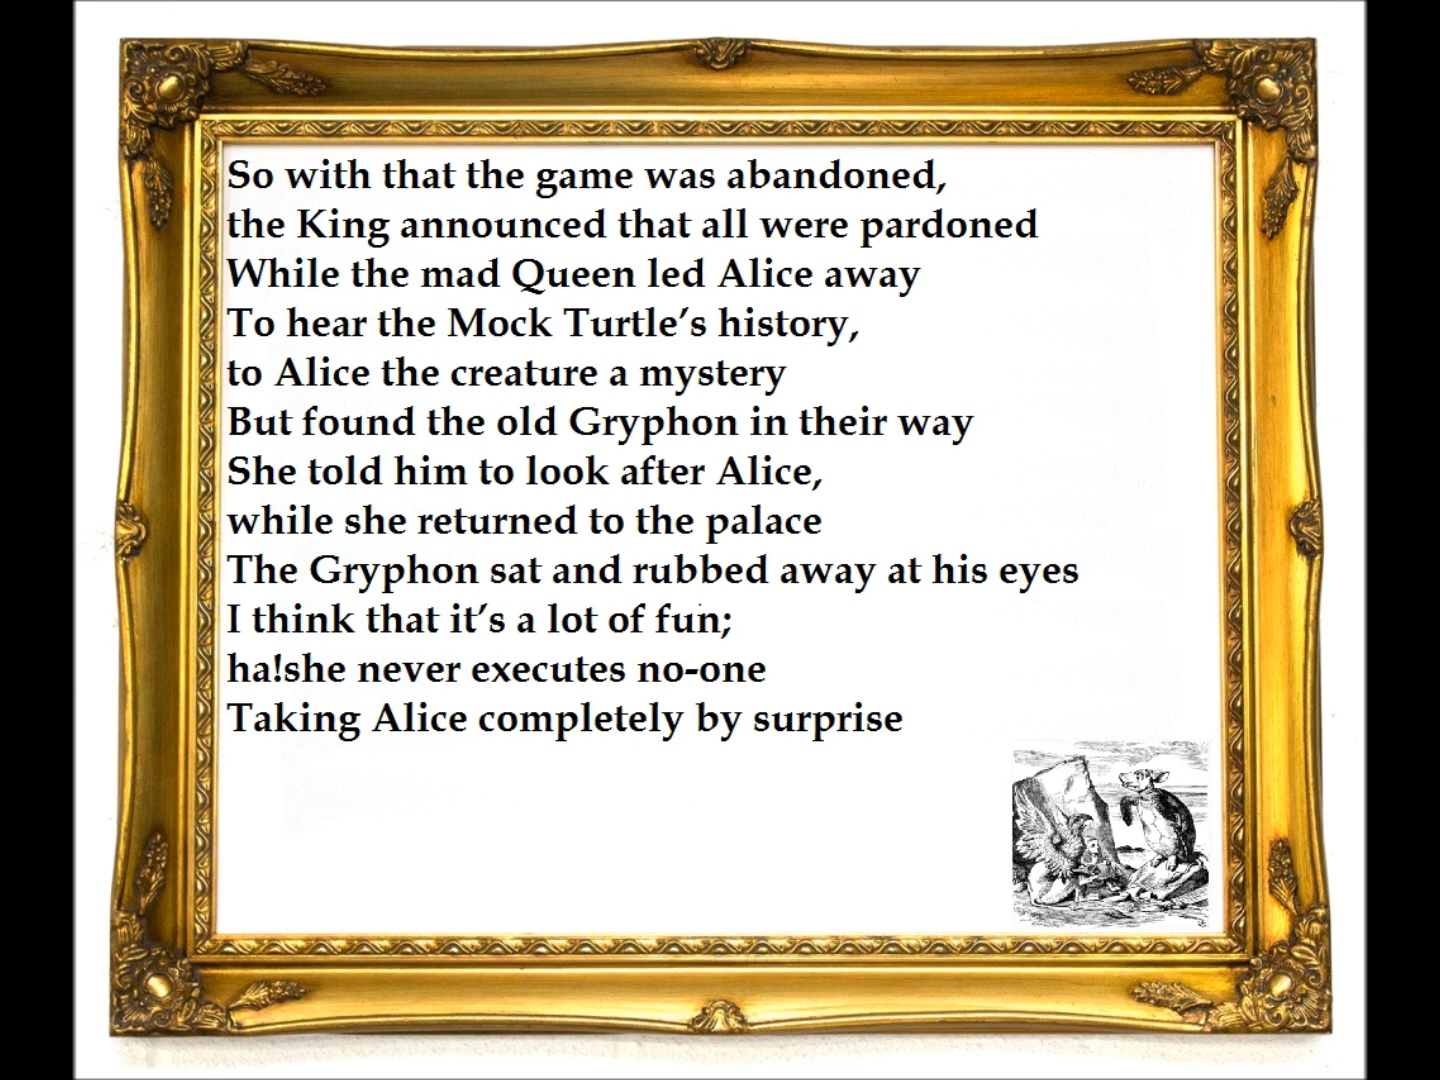 So with that the game was abandoned,
the King announced that all were pardoned
While the mad Queen led Alice away
To hear the Mock Turtle’s history,
to Alice the creature a mystery
But found the old Gryphon in their way
She told him to look after Alice,
while she returned to the palace
The Gryphon sat and rubbed away at his eyes
I think that it’s a lot of fun;
ha!she never executes no-one
Taking Alice completely by surprise